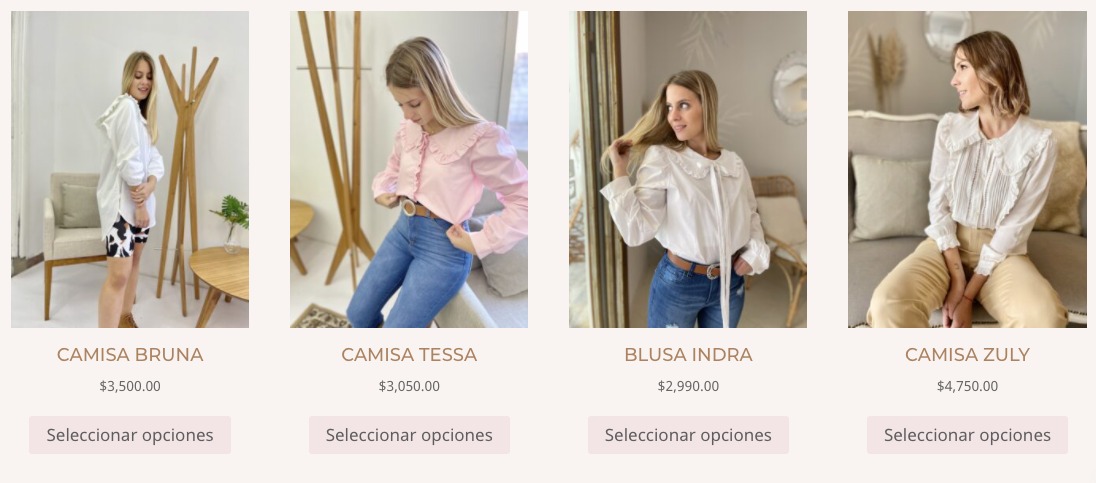 CAMISA BRUNA
$3,500.00
Seleccionar opciones
CAMISA TESSA
$3,050.00
Seleccionar opciones
BLUSA INDRA
$2,990.00
Seleccionar opciones
CAMISA ZULY
$4,750.00
Seleccionar opciones